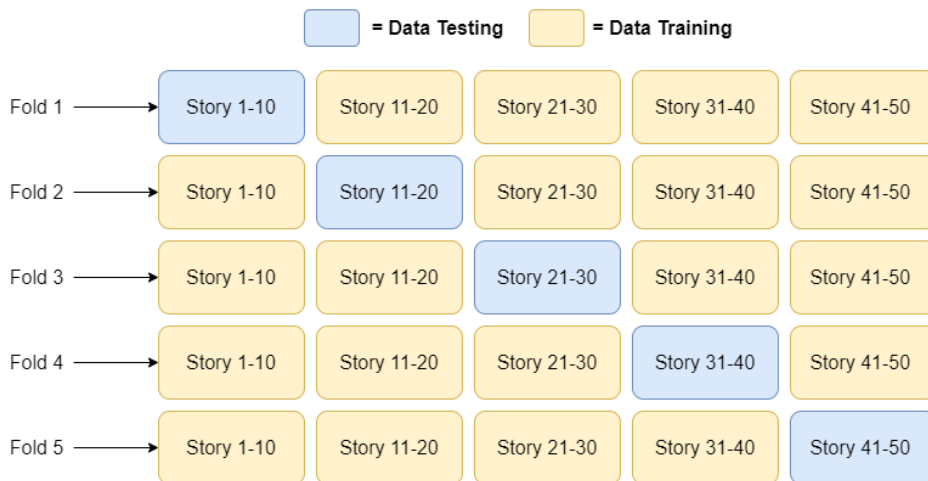 = Data Testing = Data Training
Fold 1 Story 1-10 Story 11-20 Story 21-30 Story 31-40 Story 41-50
Fold 2 Story 1-10 Story 11-20 Story 21-30 Story 31-40 Story 41-50
Fold 3 Story 1-10 Story 11-20 Story 21-30 Story 31-40 Story 41-50
Fold 4 Story 1-10 Story 11-20 Story 21-30 Story 31-40 Story 41-50
Fold 5 Story 1-10 Story 11-20 Story 21-30 Story 31-40 Story 41-50